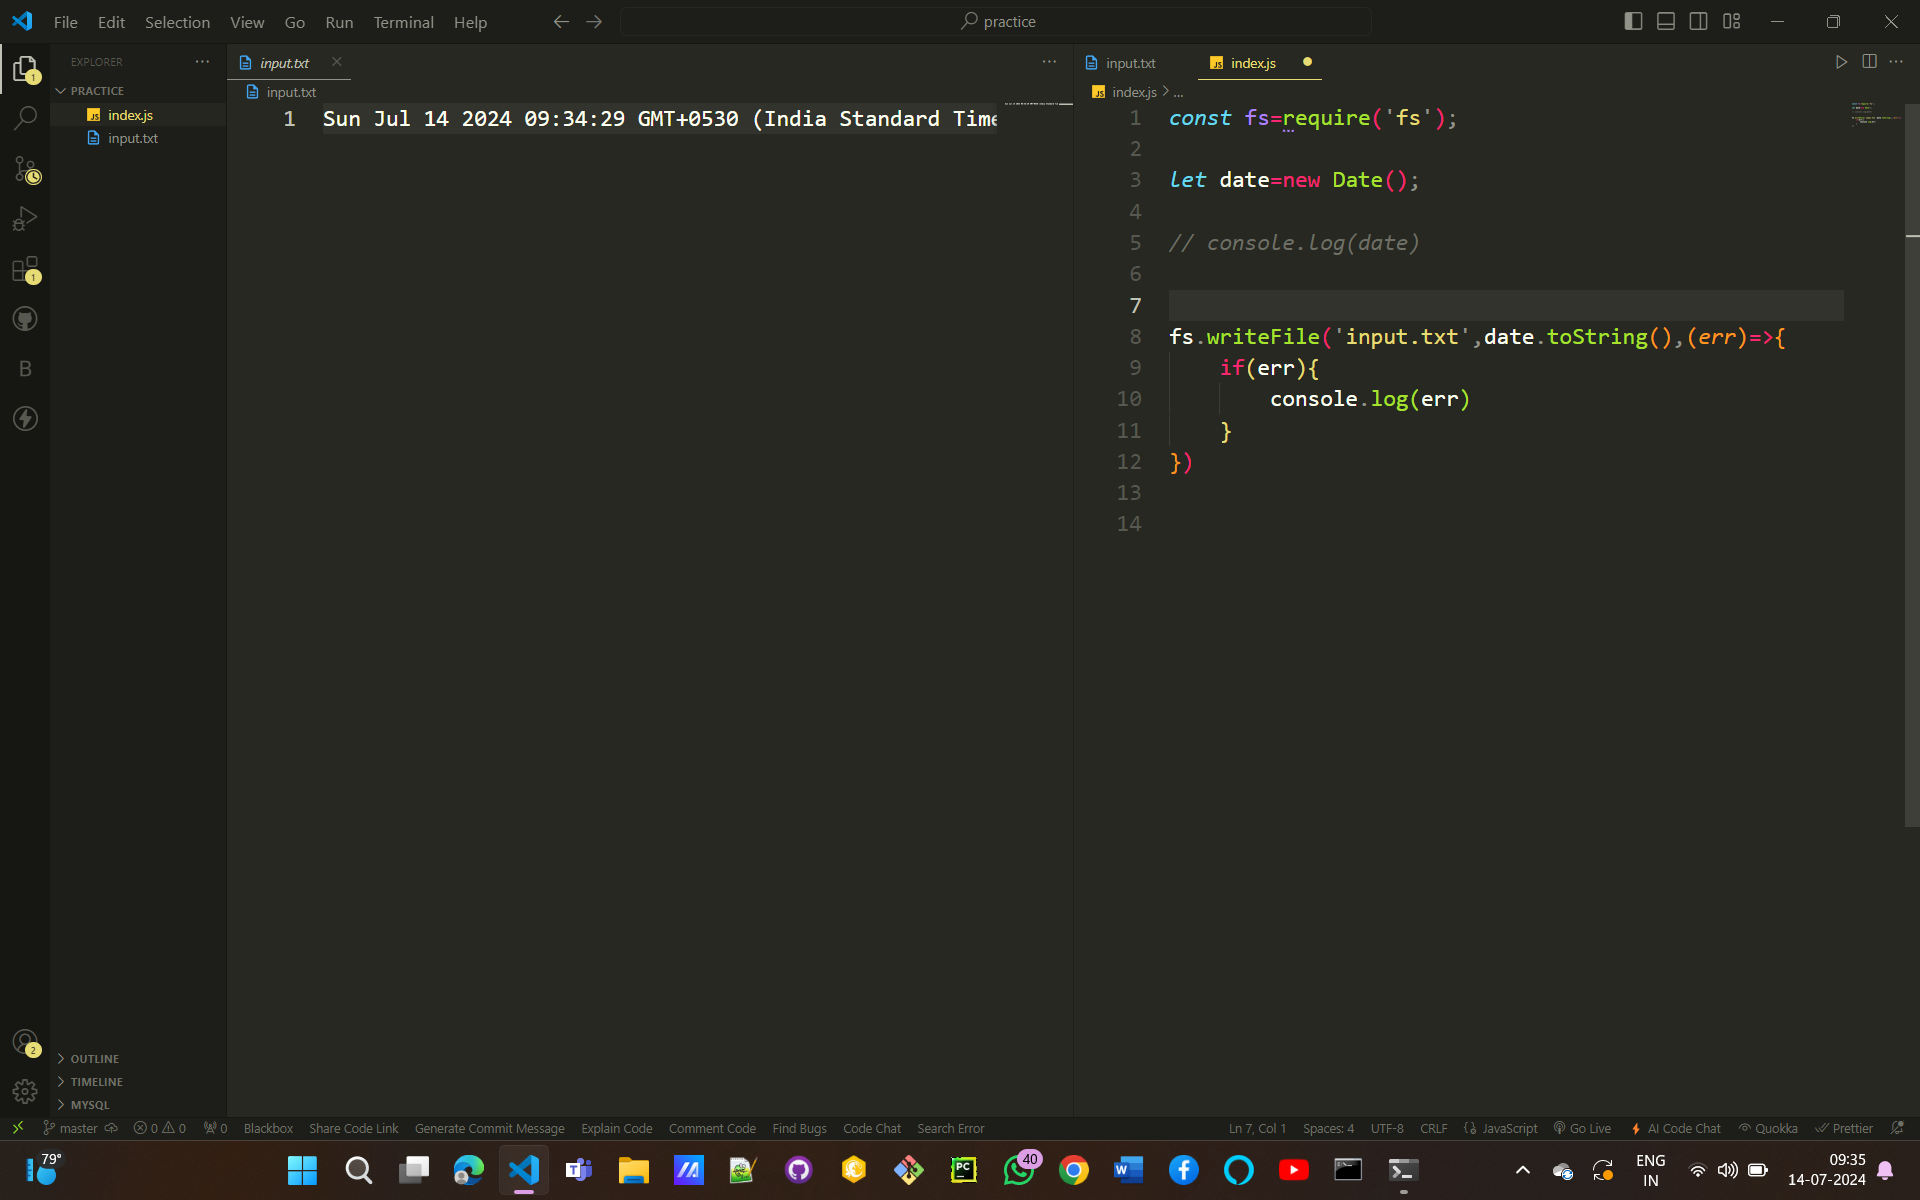 File Edit Selection View Go Run Terminal Help
practice
EXPLORER
PRACTICE
index.js
input.txt
OUTLINE
TIMELINE
MYSQL
1
1
2
B
input.txt
input.txt
1 Sun Jul 14 2024 09:34:29 GMT+0530 (India Standard Time
input.txt index.js
index.js > ...
1 const fs=require('fs');
2
3 let date=new Date();
4
5 // console.log(date)
6
7
8 fs.writeFile('input.txt',date.toString(),(err)=>{
9 if(err){
10 console.log(err)
11 }
12 })
13
14
master 0 0 0 Blackbox Share Code Link Generate Commit Message Explain Code Comment Code Find Bugs Code Chat Search Error Ln 7, Col 1 Spaces: 4 UTF-8 CRLF JavaScript Go Live AI Code Chat Quokka Prettier
79°
PC
40
ENG
IN
09:35
14-07-2024